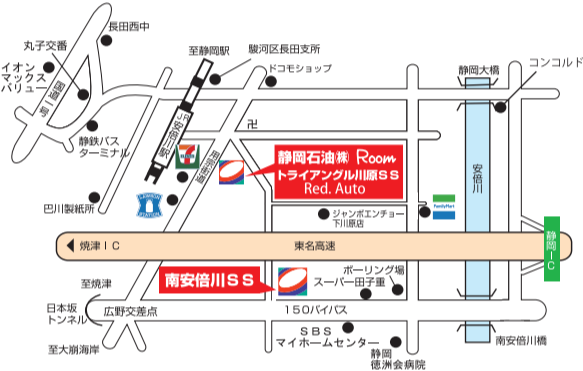 長田西中
丸子交番
至静岡駅
駿河区長田支所
ドコモショップ
静岡大橋
コンコルド
イオン
マックス
バリュー
国道一号
静鉄バス
ターミナル
JR安倍川駅
卍
静岡石油㈱ Room
トライアングル川原SS
Red. Auto
安倍川
巴川製紙所
ジャンボエンチョー
下川原店
FamilyMart
焼津IC
東名高速
静岡IC
南安倍川SS
ボーリング場
スーパー田子重
至焼津
日本坂
トンネル
広野交差点
150バイパス
SBS
マイホームセンター
南安倍川橋
至大崩海岸
静岡
徳洲会病院